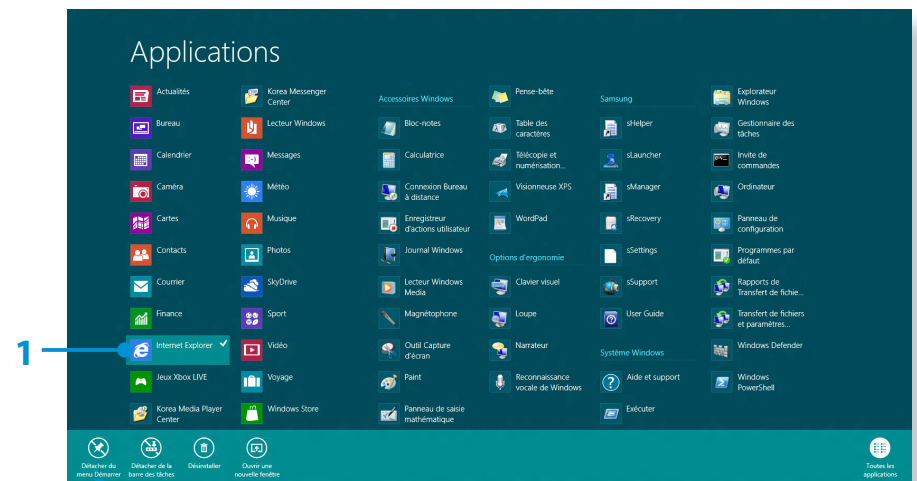 Applications
Actualités
Bureau
Calendrier
Caméra
Cartes
Contacts
Courrier
Finance
Internet Explorer
Jeux Xbox LIVE
Korea Media Player
Center
Korea Messenger
Center
Lecteur Windows
Messages
Météo
Musique
Photos
SkyDrive
Sport
Vidéo
Voyage
Windows Store
Accessoires Windows
Bloc-notes
Calculatrice
Connexion Bureau
à distance
Enregistreur
d'actions utilisateur
Journal Windows
Lecteur Windows
Media
Magnétophone
Outil Capture
d'écran
Paint
Panneau de saisie
mathématique
Pense-bête
Table des
caractères
Télécopie et
numérisation...
Visionneuse XPS
WordPad
Options d'ergonomie
Clavier visuel
Loupe
Narrateur
Reconnaissance
vocale de Windows
Samsung
sHelper
sLauncher
sManager
sRecovery
sSettings
sSupport
User Guide
Système Windows
Aide et support
Exécuter
Explorateur
Windows
Gestionnaire des
tâches
Invite de
commandes
Ordinateur
Panneau de
configuration
Programmes par
défaut
Rapports de
Transfert de fichie...
Transfert de fichiers
et paramètres...
Windows Defender
Windows
PowerShell
1
Détacher du
menu Démarrer
Détacher de la
barre des tâches
Désinstaller
Ouvrir une
nouvelle fenêtre
Toutes les
applications